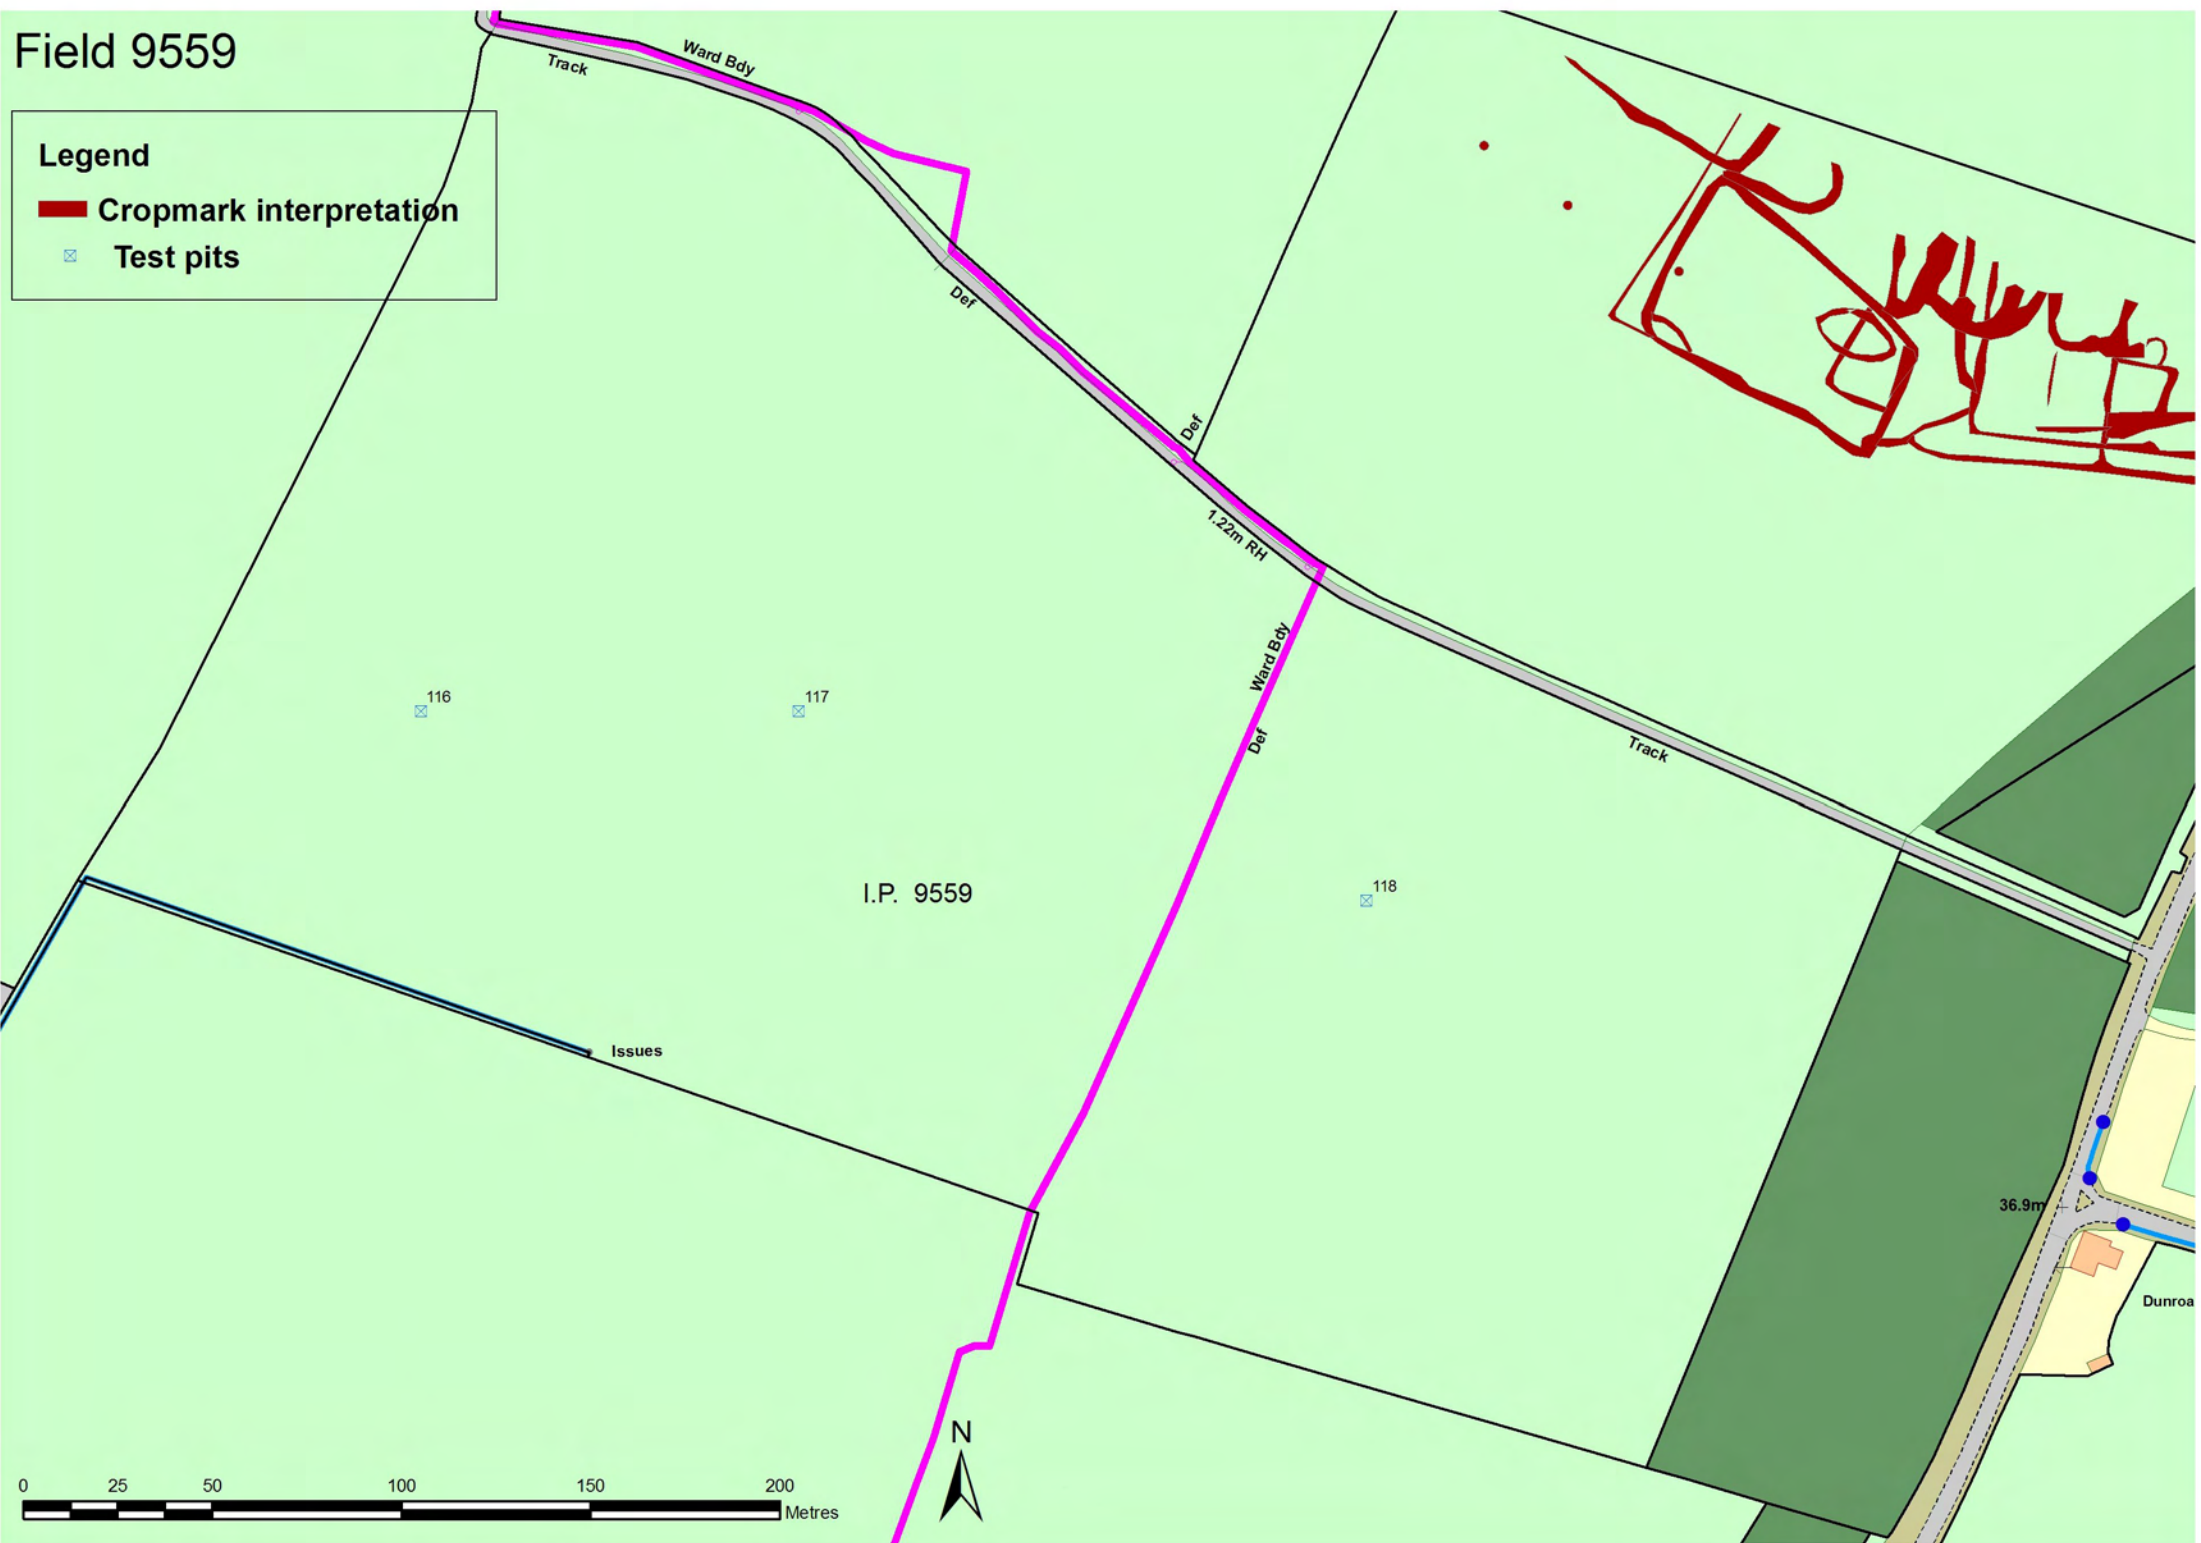 Field 9559
Legend
Cropmark interpretation
Test pits
Ward Bdy
Track
Def
Def
1.22m RH
Ward Bdy
Def
Track
116
117
118
I.P. 9559
Issues
36.9m
Dunroa
N
0 25 50 100 150 200
Metres